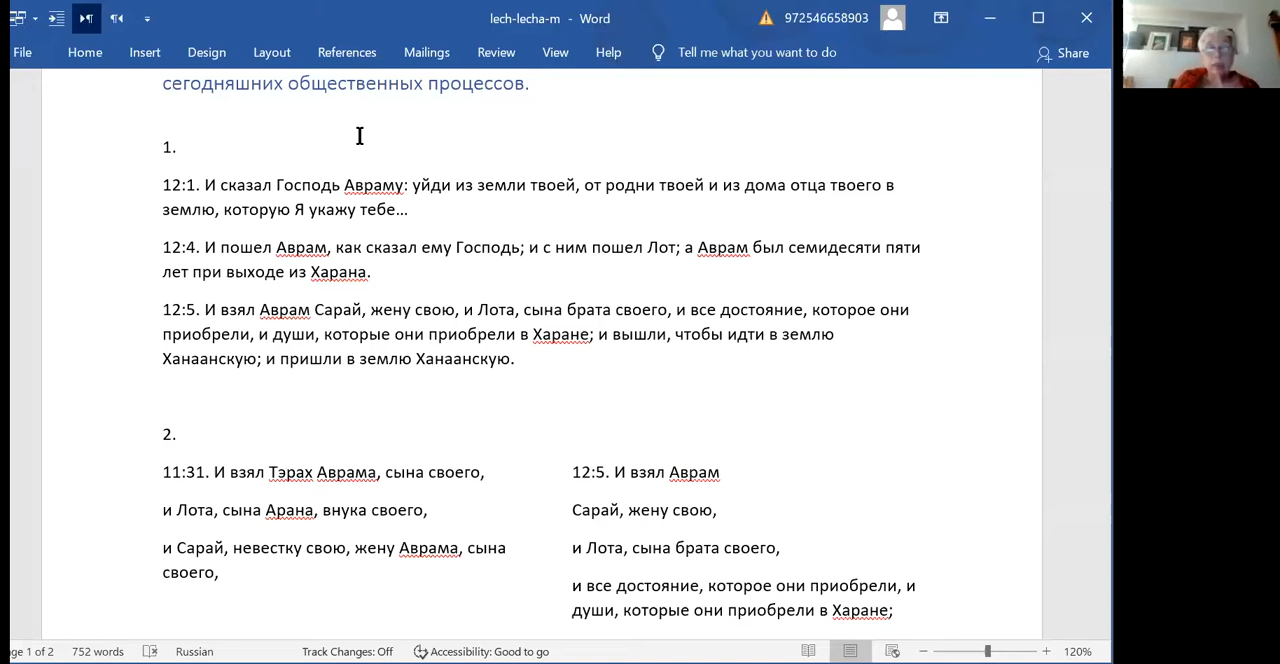 lech-lecha-m - Word
972546658903
File Home Insert Design Layout References Mailings Review View Help Tell me what you want to do Share
сегодняшних общественных процессов.
1.
12:1. И сказал Господь Авраму: уйди из земли твоей, от родни твоей и из дома отца твоего в
землю, которую Я укажу тебе...
12:4. И пошел Аврам, как сказал ему Господь; и с ним пошел Лот; а Аврам был семидесяти пяти
лет при выходе из Харана.
12:5. И взял Аврам Сарай, жену свою, и Лота, сына брата своего, и все достояние, которое они
приобрели, и души, которые они приобрели в Харане; и вышли, чтобы идти в землю
Ханаанскую; и пришли в землю Ханаанскую.
2.
11:31. И взял Тэрах Аврама, сына своего,
и Лота, сына Арана, внука своего,
и Сарай, невестку свою, жену Аврама, сына
своего,
12:5. И взял Аврам
Сарай, жену свою,
и Лота, сына брата своего,
и все достояние, которое они приобрели, и
души, которые они приобрели в Харане;
age 1 of 2 752 words Russian Track Changes: Off Accessibility: Good to go 120%